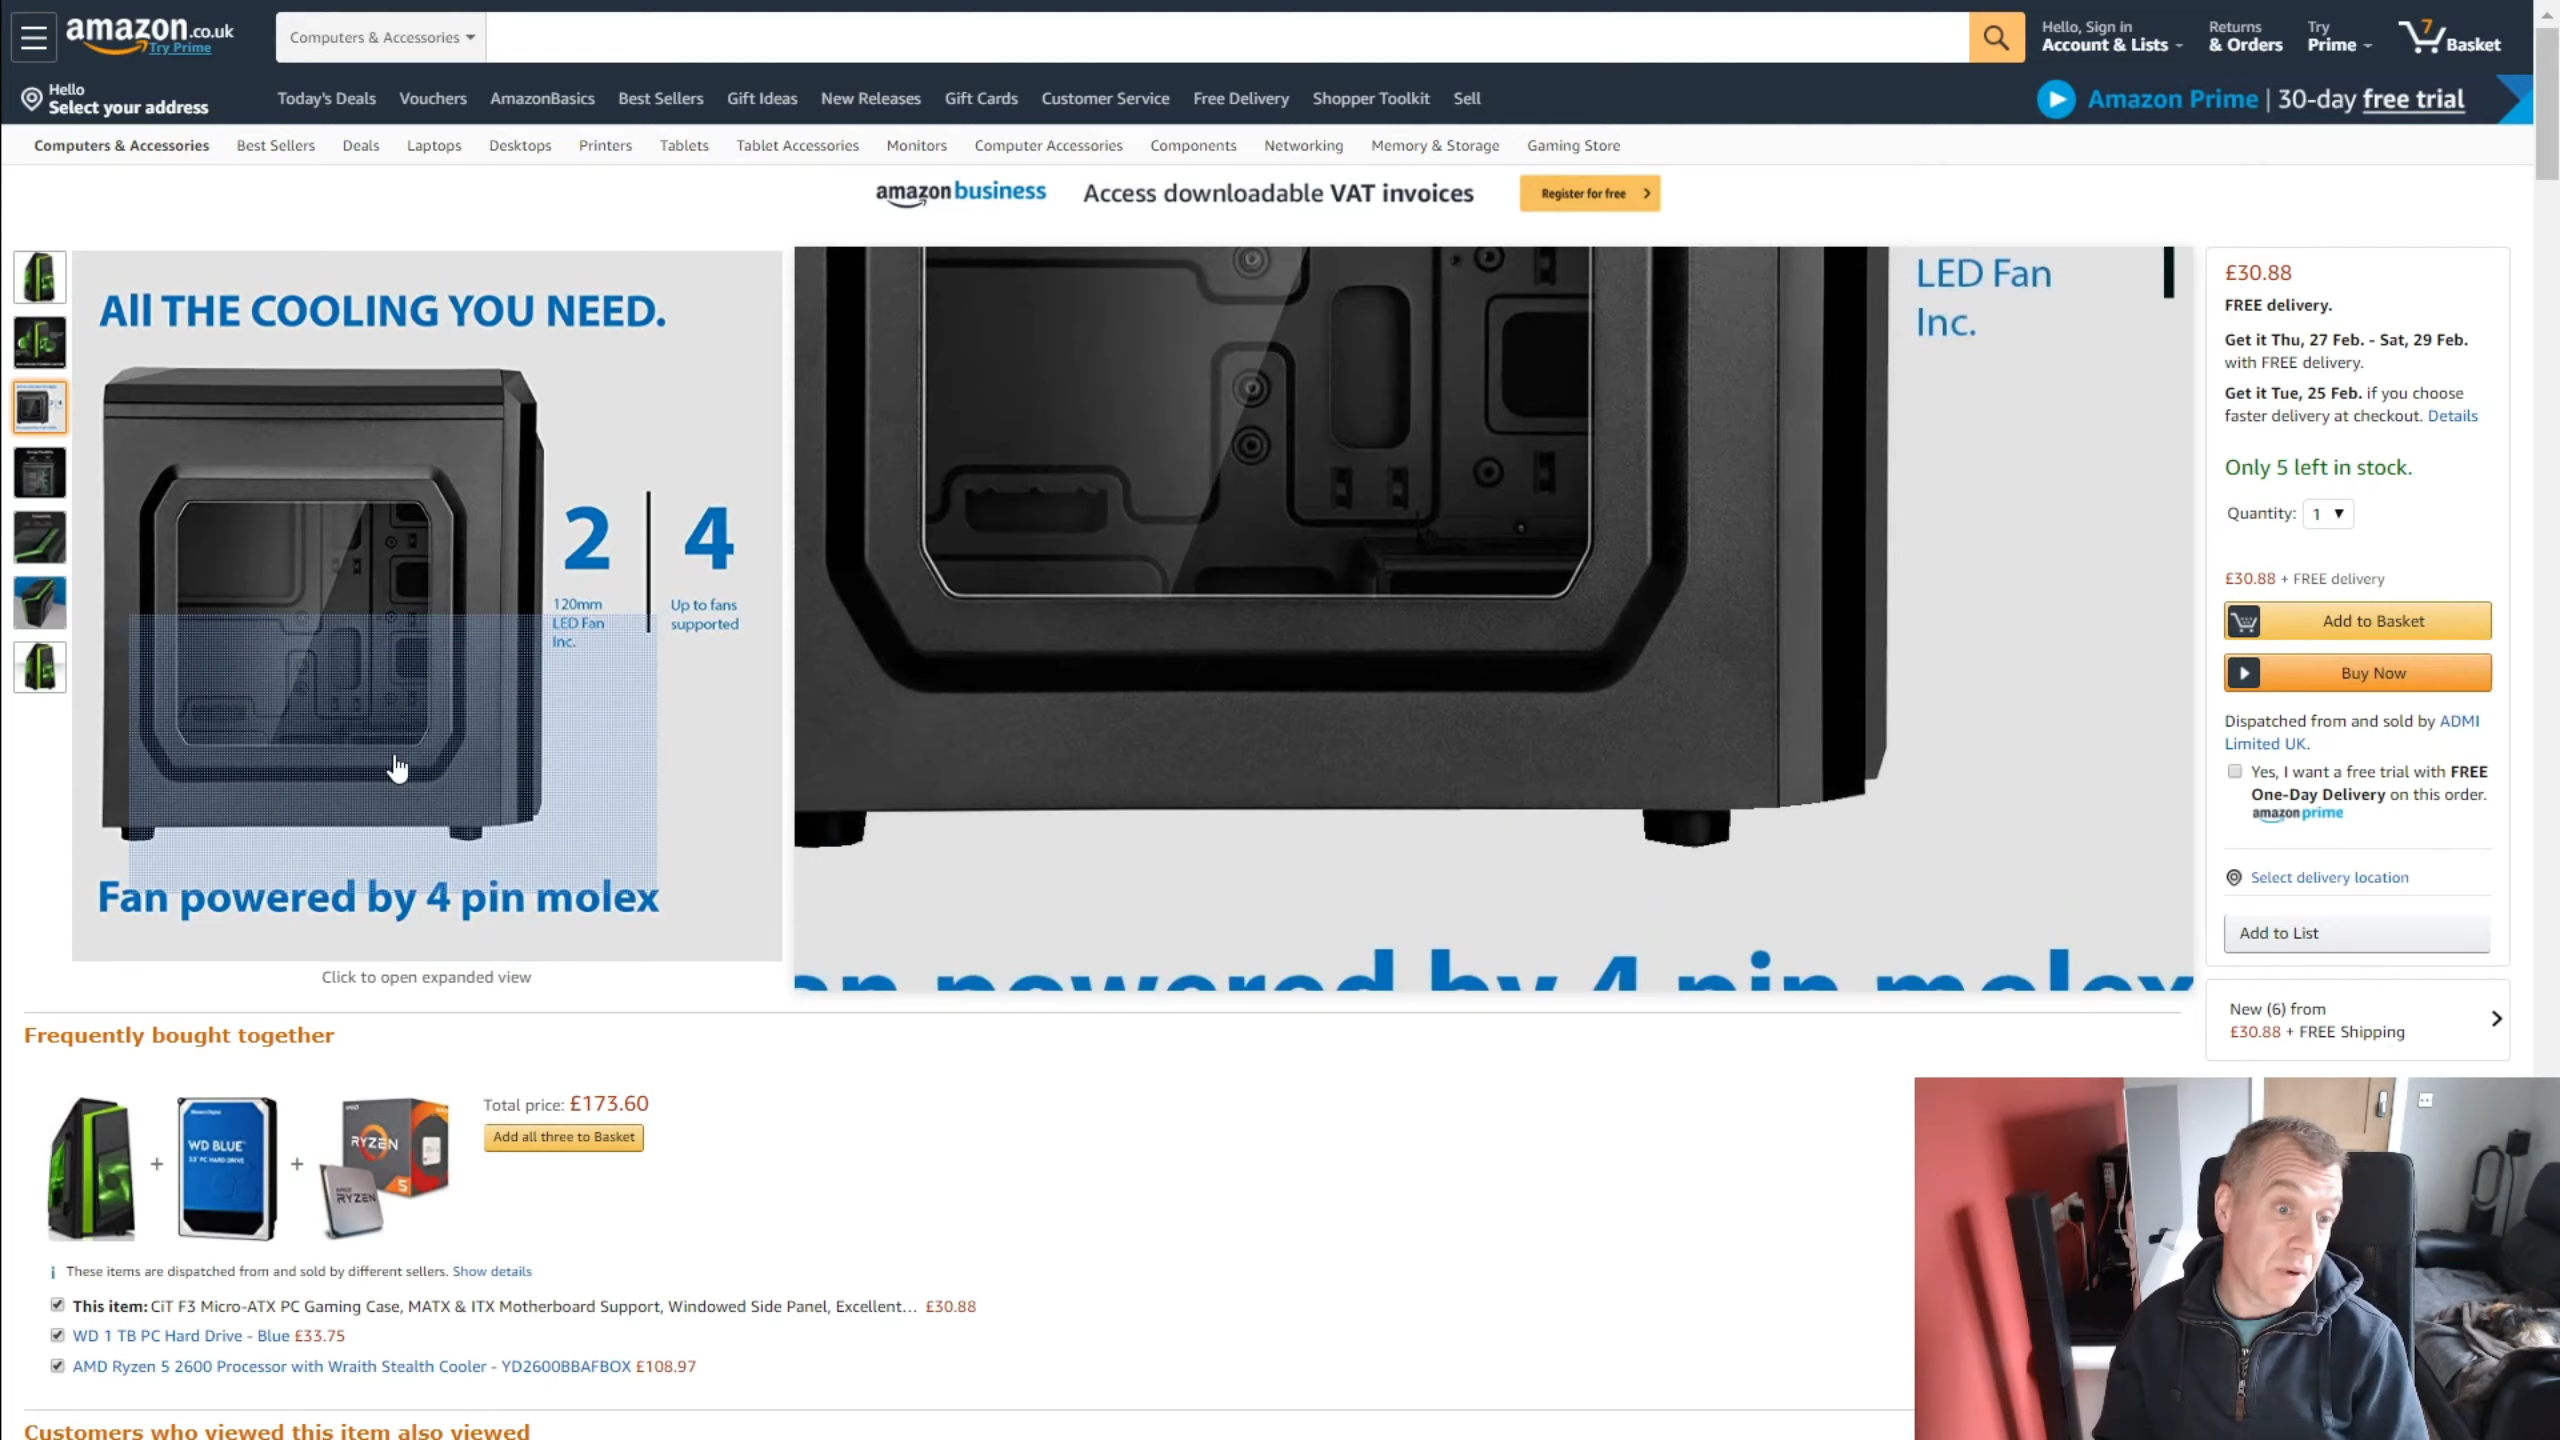 amazon.co.uk
Try Prime
Computers & Accessories
Hello, Sign in
Account & Lists
Returns
& Orders
Try
Prime
7
Basket
Hello
Select your address
Today's Deals
Vouchers
AmazonBasics
Best Sellers
Gift Ideas
New Releases
Gift Cards
Customer Service
Free Delivery
Shopper Toolkit
Sell
Amazon Prime | 30-day free trial
Computers & Accessories
Best Sellers
Deals
Laptops
Desktops
Printers
Tablets
Tablet Accessories
Monitors
Computer Accessories
Components
Networking
Memory & Storage
Gaming Store
amazon business
Access downloadable VAT invoices
Register for free
All THE COOLING YOU NEED.
2
4
120mm
LED Fan
Inc.
Up to fans
supported
Fan powered by 4 pin molex
Click to open expanded view
LED Fan
Inc.
an powered by 4 pin molex
£30.88
FREE delivery.
Get it Thu, 27 Feb. - Sat, 29 Feb.
with FREE delivery.
Get it Tue, 25 Feb. if you choose
faster delivery at checkout. Details
Only 5 left in stock.
Quantity: 1
£30.88 + FREE delivery
Add to Basket
Buy Now
Dispatched from and sold by ADMI
Limited UK.
Yes, I want a free trial with FREE
One-Day Delivery on this order.
amazon prime
Select delivery location
Add to List
New (6) from
£30.88 + FREE Shipping
Frequently bought together
WD BLUE
RYZEN
5
RYZEN
+
+
Total price: £173.60
Add all three to Basket
These items are dispatched from and sold by different sellers. Show details
This item: CiT F3 Micro-ATX PC Gaming Case, MATX & ITX Motherboard Support, Windowed Side Panel, Excellent… £30.88
WD 1 TB PC Hard Drive - Blue £33.75
AMD Ryzen 5 2600 Processor with Wraith Stealth Cooler - YD2600BBAFBOX £108.97
Customers who viewed this item also viewed